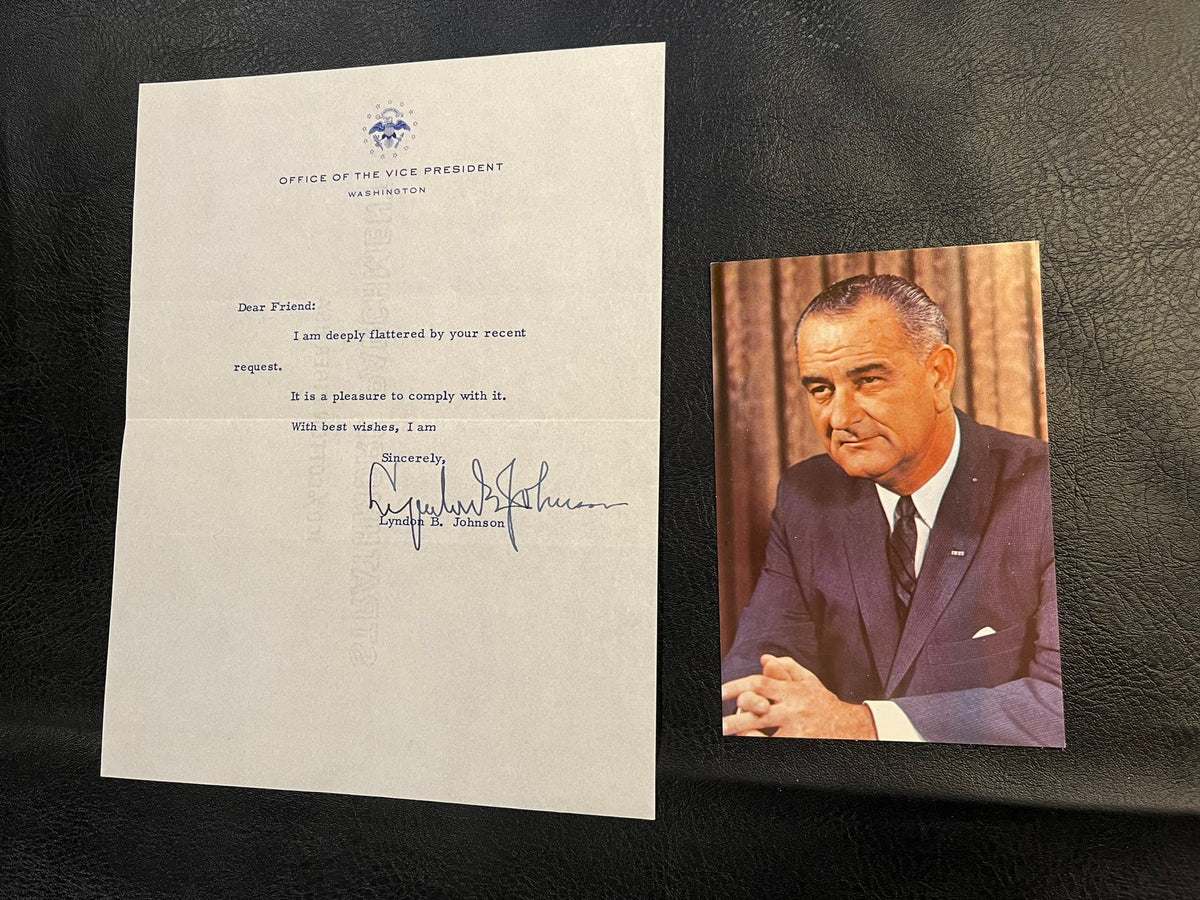 OFFICE OF THE VICE PRESIDENT
WASHINGTON
Dear Friend:
I am deeply flattered by your recent
request.
It is a pleasure to comply with it.
With best wishes, I am
Sincerely,
Lyndon B Johnson
Lyndon B. Johnson